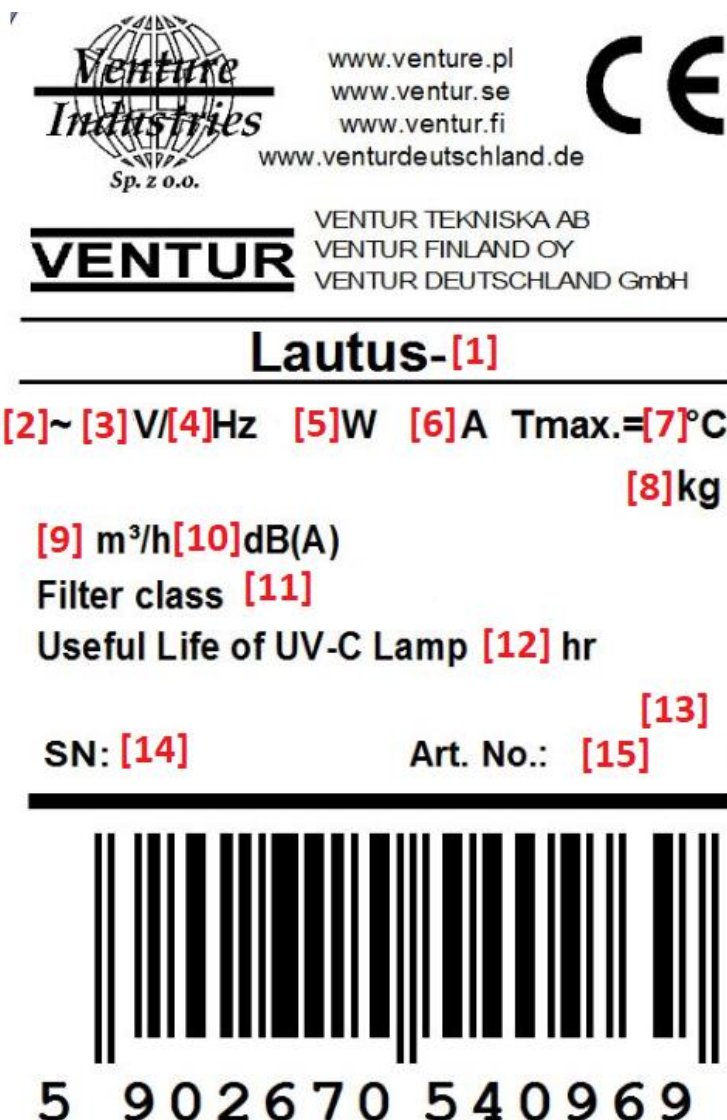 Venture
Industries
Sp. z o.o.
www.venture.pl
www.ventur.se
www.ventur.fi
www.venturdeutschland.de
CE
VENTUR
VENTUR TEKNISKA AB
VENTUR FINLAND OY
VENTUR DEUTSCHLAND GmbH
Lautus-[1]
[2]~ [3]V/[4]Hz [5]W [6]A Tmax.=[7]°C
[8]kg
[9] m³/h[10]dB(A)
Filter class [11]
Useful Life of UV-C Lamp [12] hr
[13]
SN: [14] Art. No.: [15]
5 902670 540969